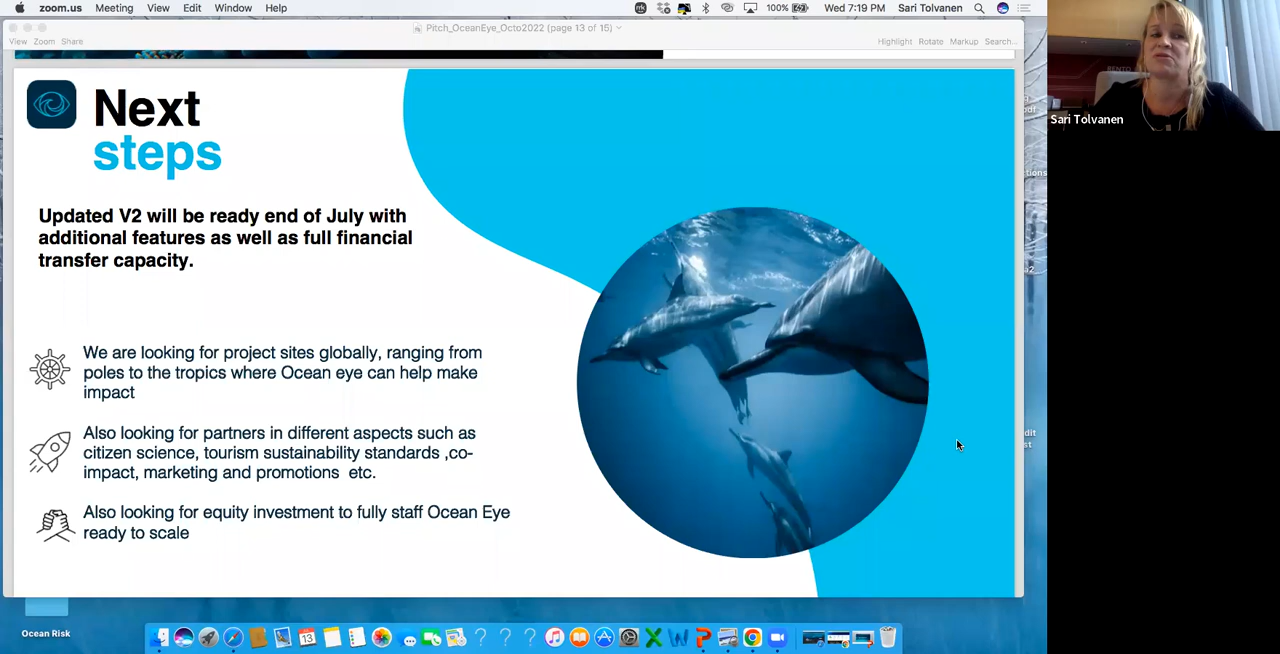 zoom.us Meeting View Edit Window Help 100% Wed 7:19 PM Sari Tolvanen
Pitch_OceanEye_Octo2022 (page 13 of 15)
View Zoom Share Highlight Rotate Markup Search...
Next
steps
Updated V2 will be ready end of July with
additional features as well as full financial
transfer capacity.
We are looking for project sites globally, ranging from
poles to the tropics where Ocean eye can help make
impact
Also looking for partners in different aspects such as
citizen science, tourism sustainability standards ,co-
impact, marketing and promotions etc.
Also looking for equity investment to fully staff Ocean Eye
ready to scale
Sari Tolvanen
Ocean Risk
13